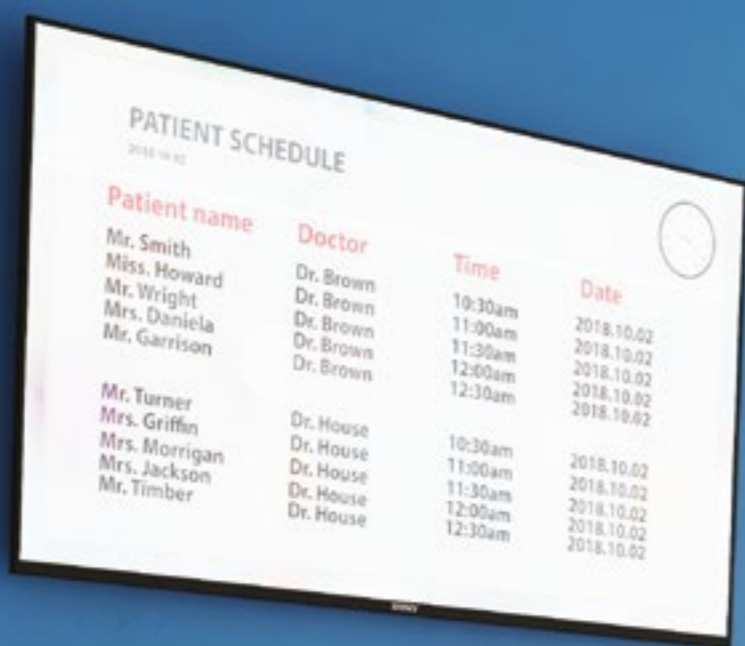 PATIENT SCHEDULE
2018.10.02
Patient name Doctor Time Date
Mr. Smith Dr. Brown 10:30am 2018.10.02
Miss. Howard Dr. Brown 11:00am 2018.10.02
Mr. Wright Dr. Brown 11:30am 2018.10.02
Mrs. Daniela Dr. Brown 12:00am 2018.10.02
Mr. Garrison Dr. Brown 12:30am 2018.10.02
Mr. Turner Dr. House 10:30am 2018.10.02
Mrs. Griffin Dr. House 11:00am 2018.10.02
Mrs. Morrigan Dr. House 11:30am 2018.10.02
Mrs. Jackson Dr. House 12:00am 2018.10.02
Mr. Timber Dr. House 12:30am 2018.10.02